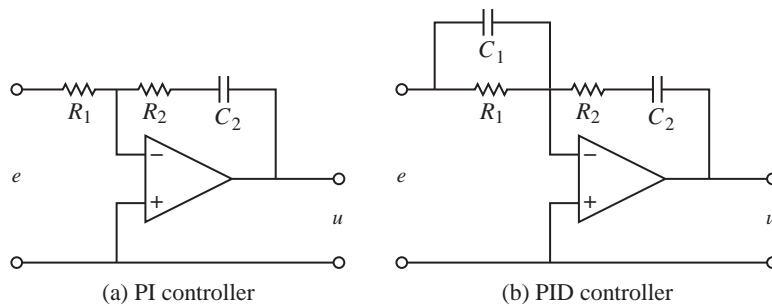 R1
R2
C2
e
−
+
u
(a) PI controller
C1
R1
R2
C2
e
−
+
u
(b) PID controller